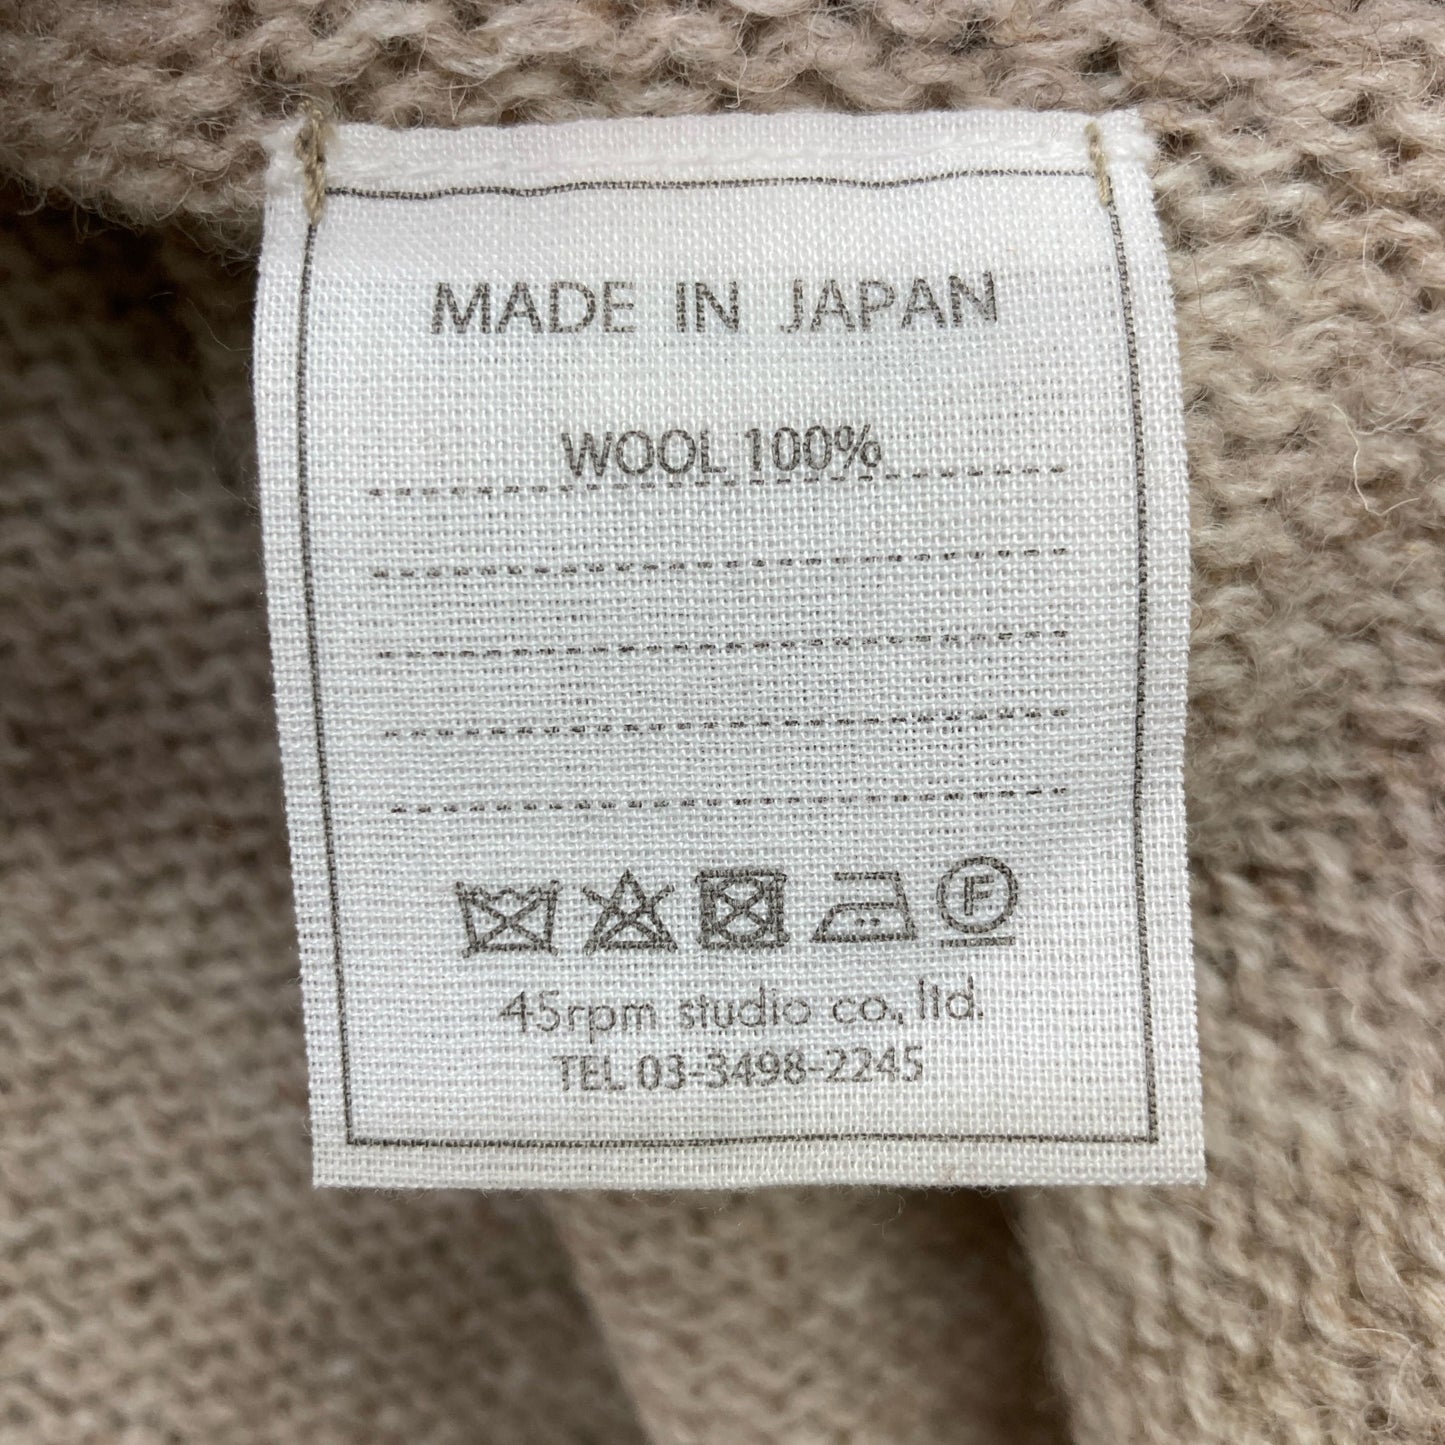 MADE IN JAPAN
WOOL 100%
F
45rpm studio co., ltd.
TEL 03-3498-2245